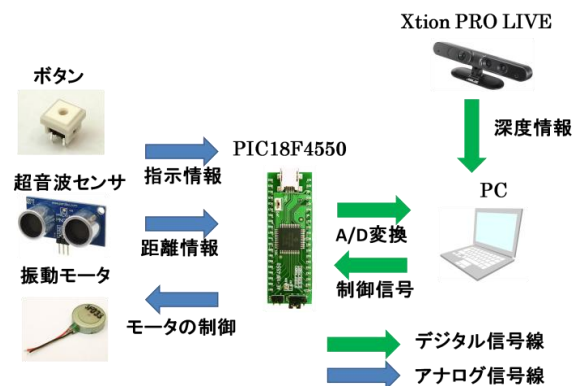 Xtion PRO LIVE
ボタン
深度情報
PIC18F4550
指示情報
超音波センサ
PC
A/D変換
距離情報
振動モータ
制御信号
モータの制御
デジタル信号線
アナログ信号線